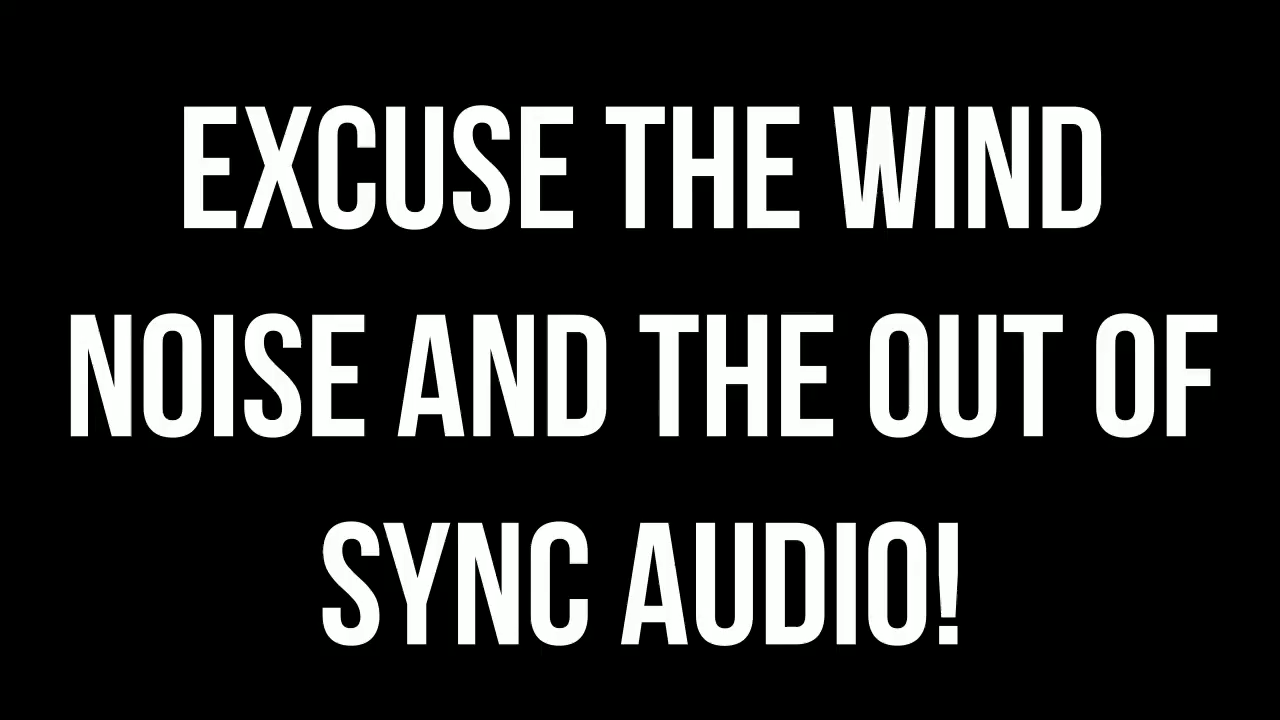 EXCUSE THE WIND
NOISE AND THE OUT OF
SYNC AUDIO!